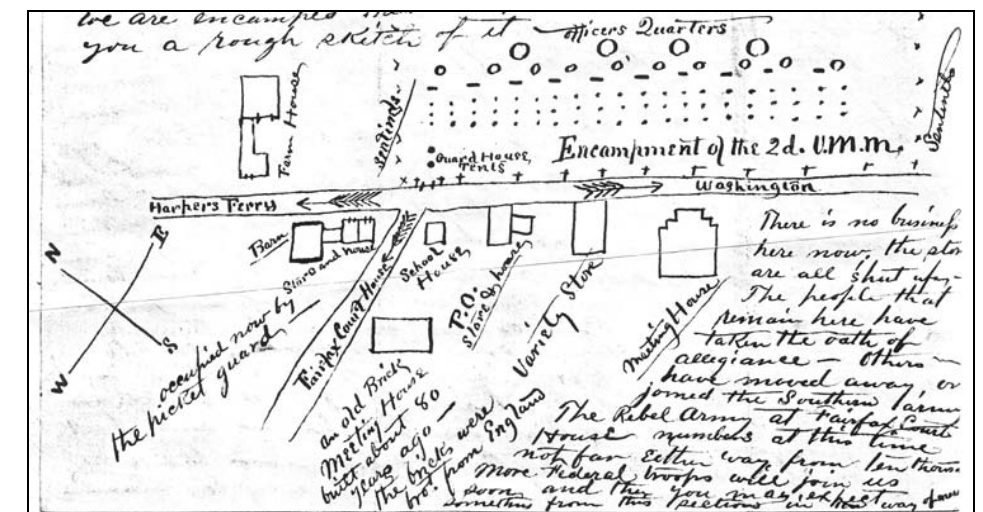 we are encamped
you a rough sketch of it
officers Quarters
Farm House
sentinels
Sentinels
Guard House
Tents
Encampment of the 2d. V.M.M.
Harpers Ferry
Washington
N
E
S
W
Barn
Store and house
occupied now by
the picket guard
Fairfax Court House
School
House
P.O.
Store & house
Variety Store
Meeting House
an old Brick
Meeting House
built about 80
years ago
the bricks were
bro't from England
There is no business
here now; the stor
are all shut up,
The people that
remain here have
taken the oath of
allegiance — Others
have moved away or
joined the Southern army
The Rebel Army at Fairfax Court
House numbers at this time
not far Either way from ten thous
more Federal troops will join us
soon and then you may expect
something from this section in the way of